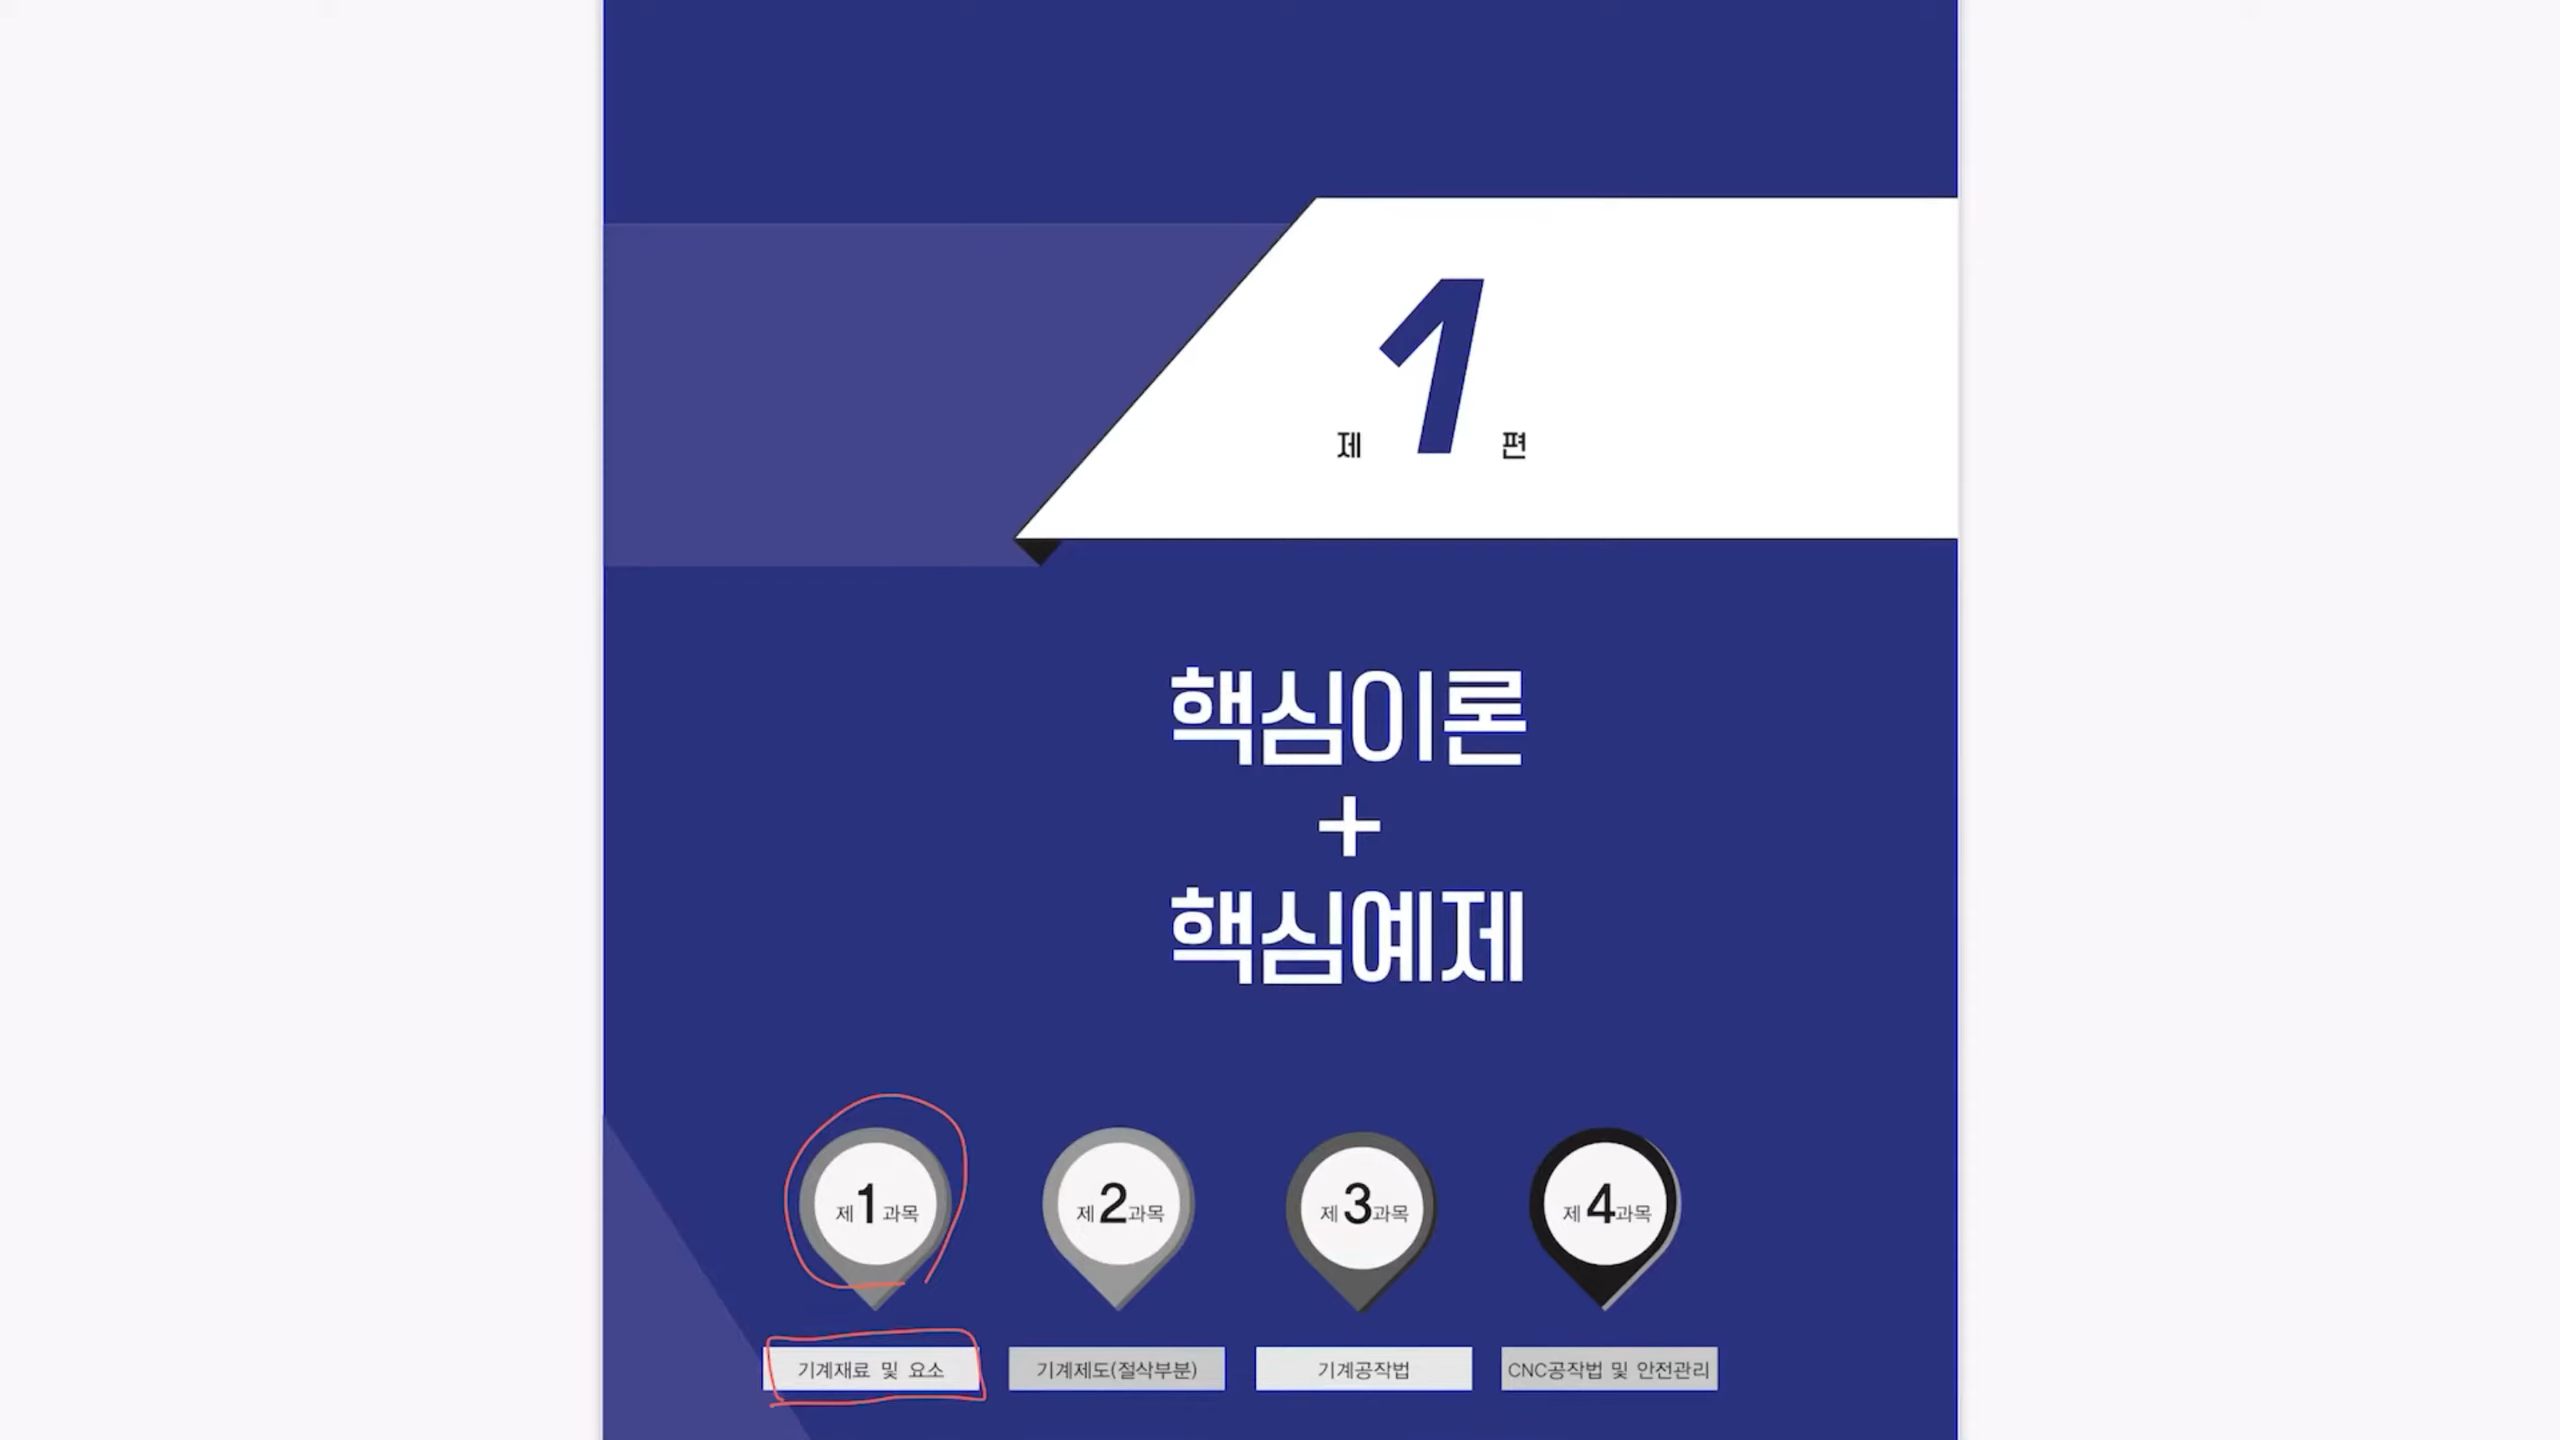 제 1 편
핵심이론
+
핵심예제
제1과목 제2과목 제3과목 제4과목
기계재료 및 요소 기계제도(절삭부분) 기계공작법 CNC공작법 및 안전관리